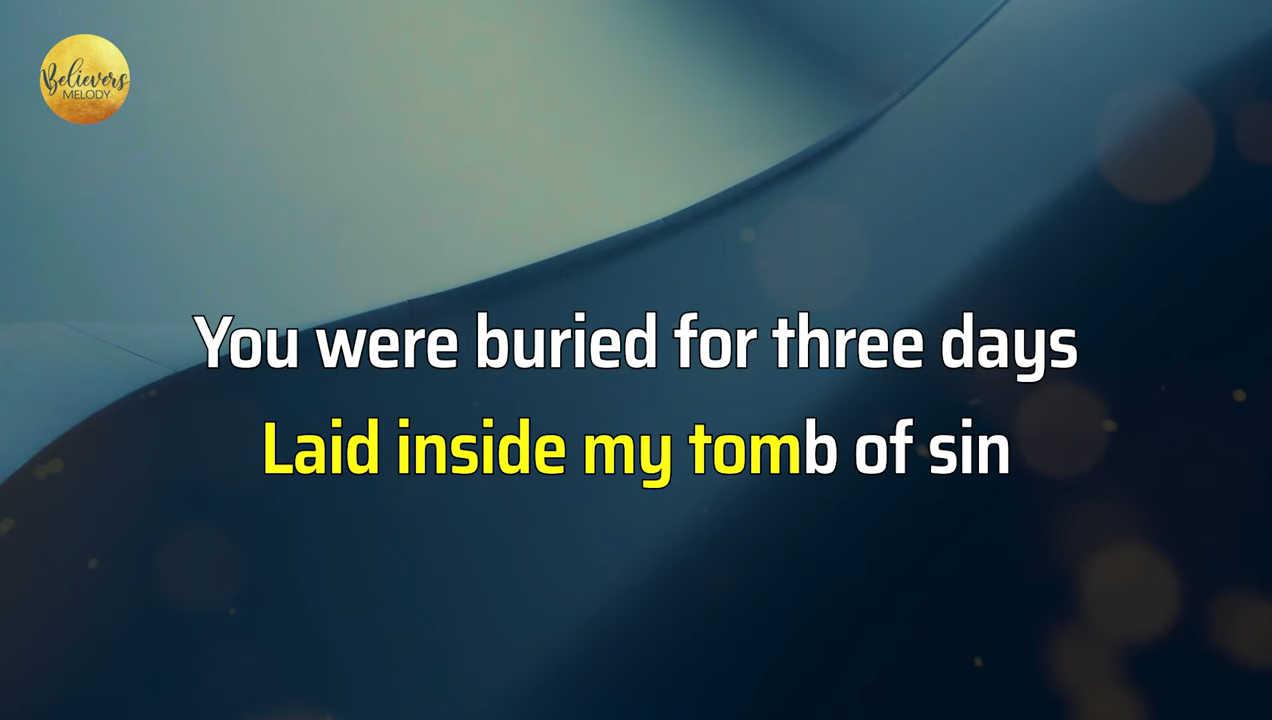 Believers
MELODY
You were buried for three days
Laid inside my tomb of sin